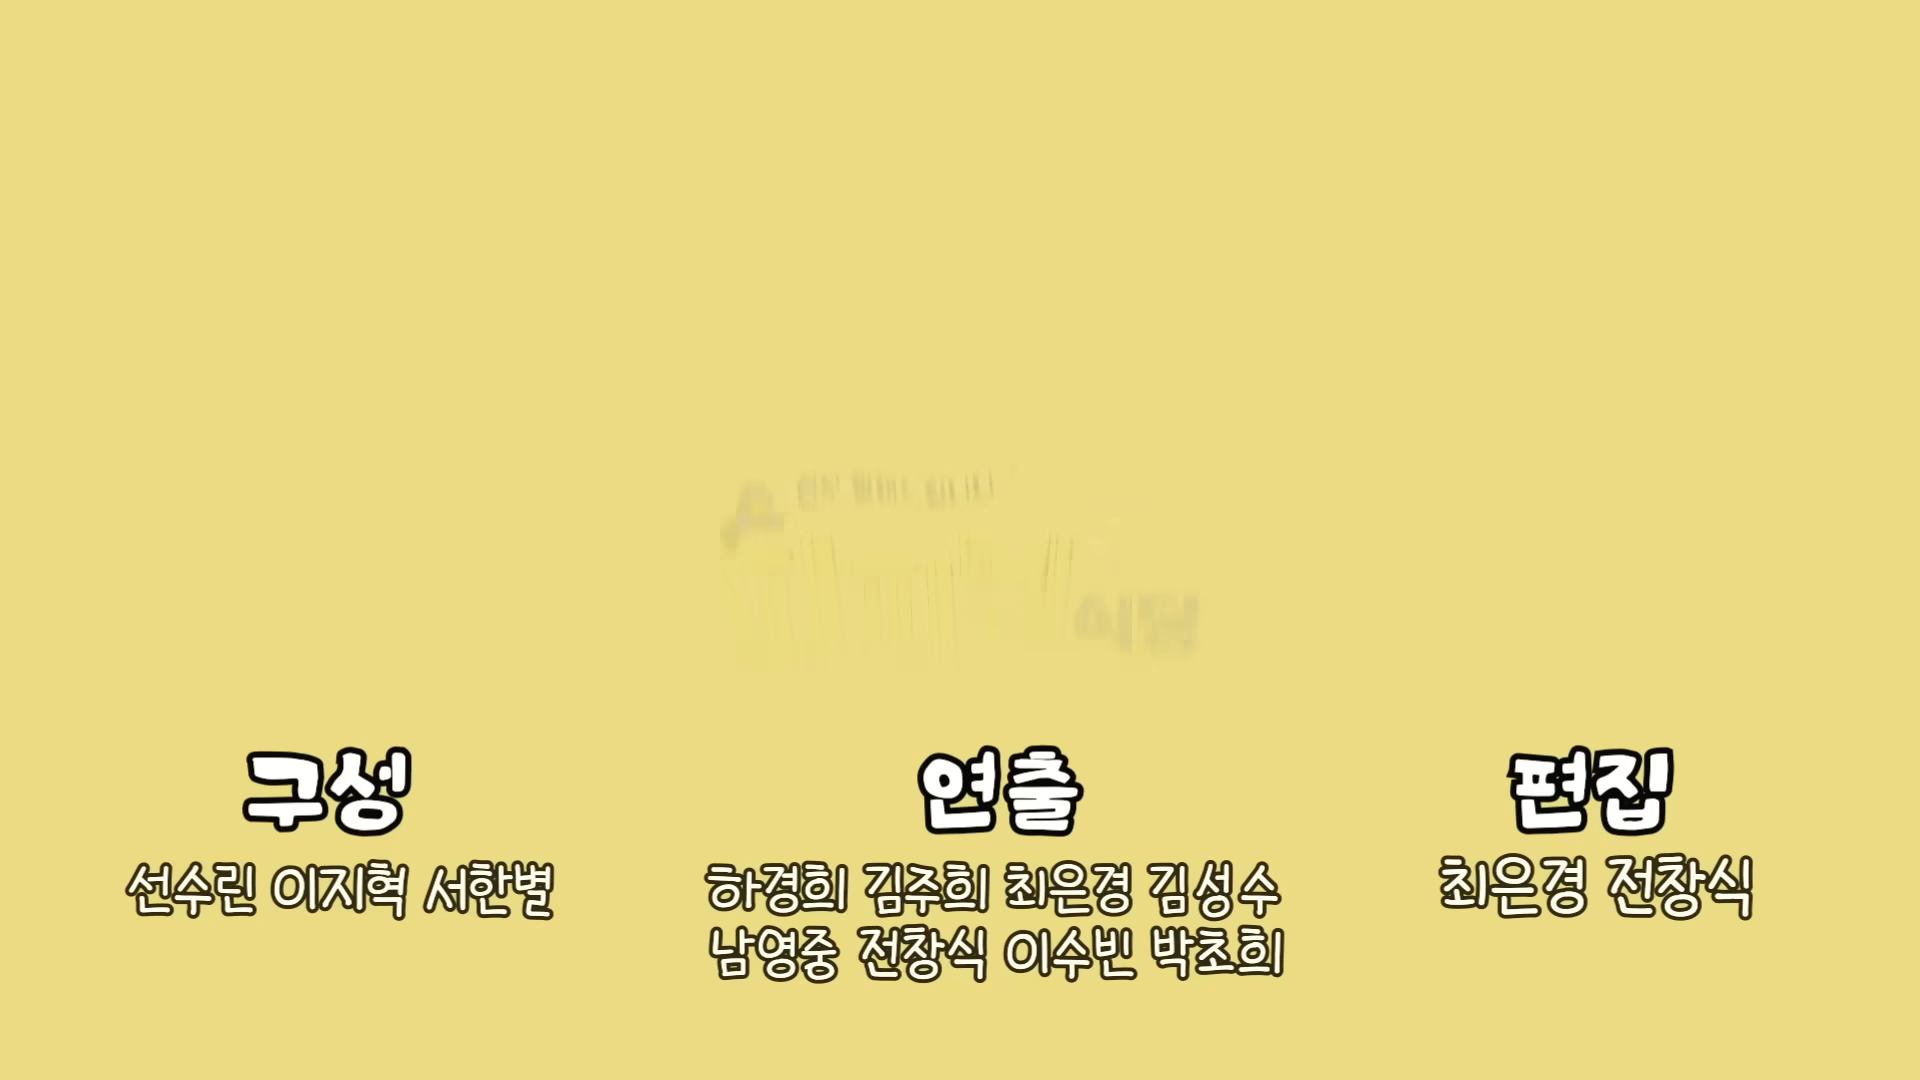 구성
선수린 이지혁 서한별
연출
하경희 김주희 최은경 김성수
남영중 전창식 이수빈 박초희
편집
최은경 전창식